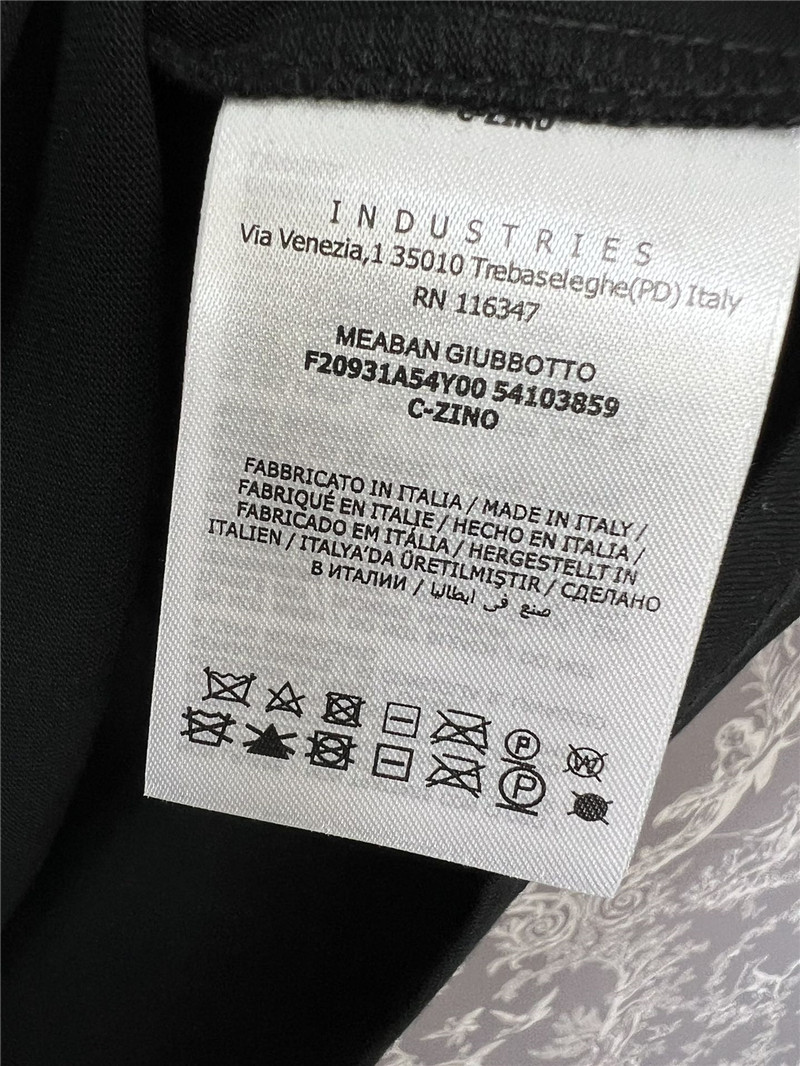 C-ZINO
INDUSTRIES
Via Venezia,1 35010 Trebaseleghe(PD) Italy
RN 116347
MEABAN GIUBBOTTO
F20931A54Y00 54103859
C-ZINO
FABBRICATO IN ITALIA / MADE IN ITALY /
FABRIQUÉ EN ITALIE / HECHO EN ITALIA /
FABRICADO EM ITÁLIA / HERGESTELLT IN
ITALIEN / ITALYA'DA ÜRETILMIŞTIR / СДЕЛАНО
В ИТАЛИИ / صنع في ايطاليا
P W
P